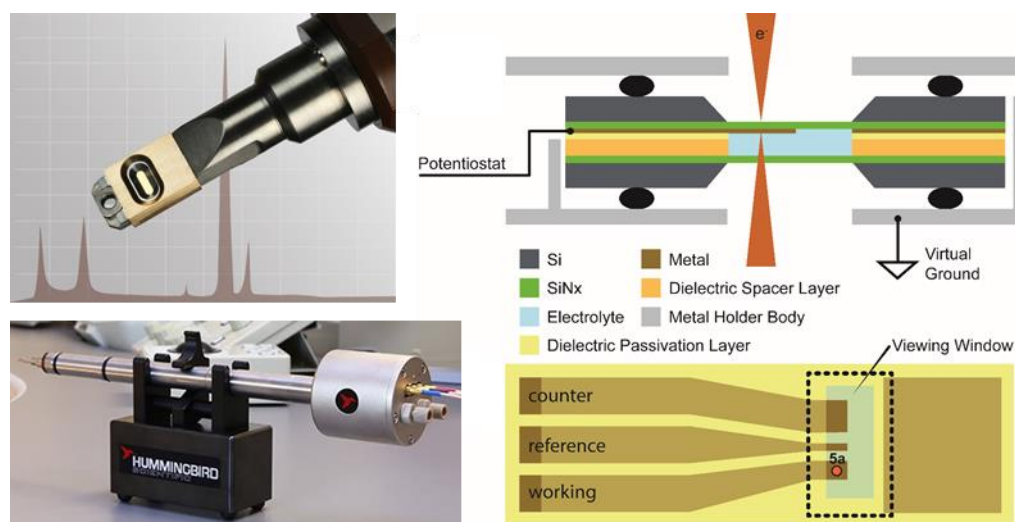 HUMMINGBIRD
SCIENTIFIC
e-
Potentiostat
Virtual
Ground
Si
Metal
SiNx
Dielectric Spacer Layer
Electrolyte
Metal Holder Body
Dielectric Passivation Layer
Viewing Window
counter
reference
5a
working